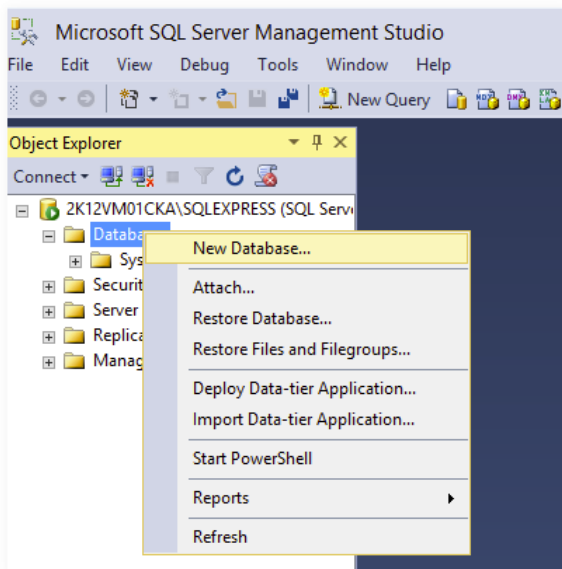 Microsoft SQL Server Management Studio
File Edit View Debug Tools Window Help
New Query
Object Explorer
Connect
2K12VM01CKA\SQLEXPRESS (SQL Serv
Databa
Sys
Securit
Server
Replica
Manag
New Database...
Attach...
Restore Database...
Restore Files and Filegroups...
Deploy Data-tier Application...
Import Data-tier Application...
Start PowerShell
Reports
Refresh